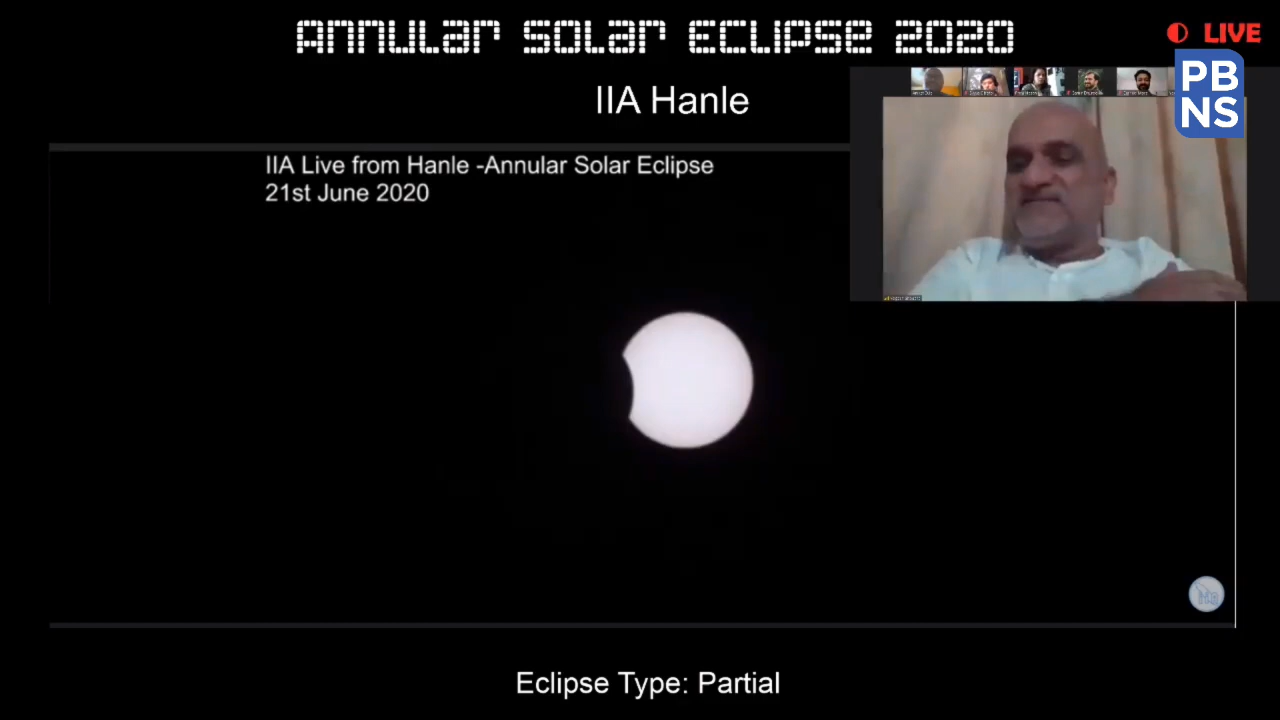 ANNULAR SOLAR ECLIPSE 2020
LIVE
PB
NS
IIA Hanle
IIA Live from Hanle -Annular Solar Eclipse
21st June 2020
Eclipse Type: Partial